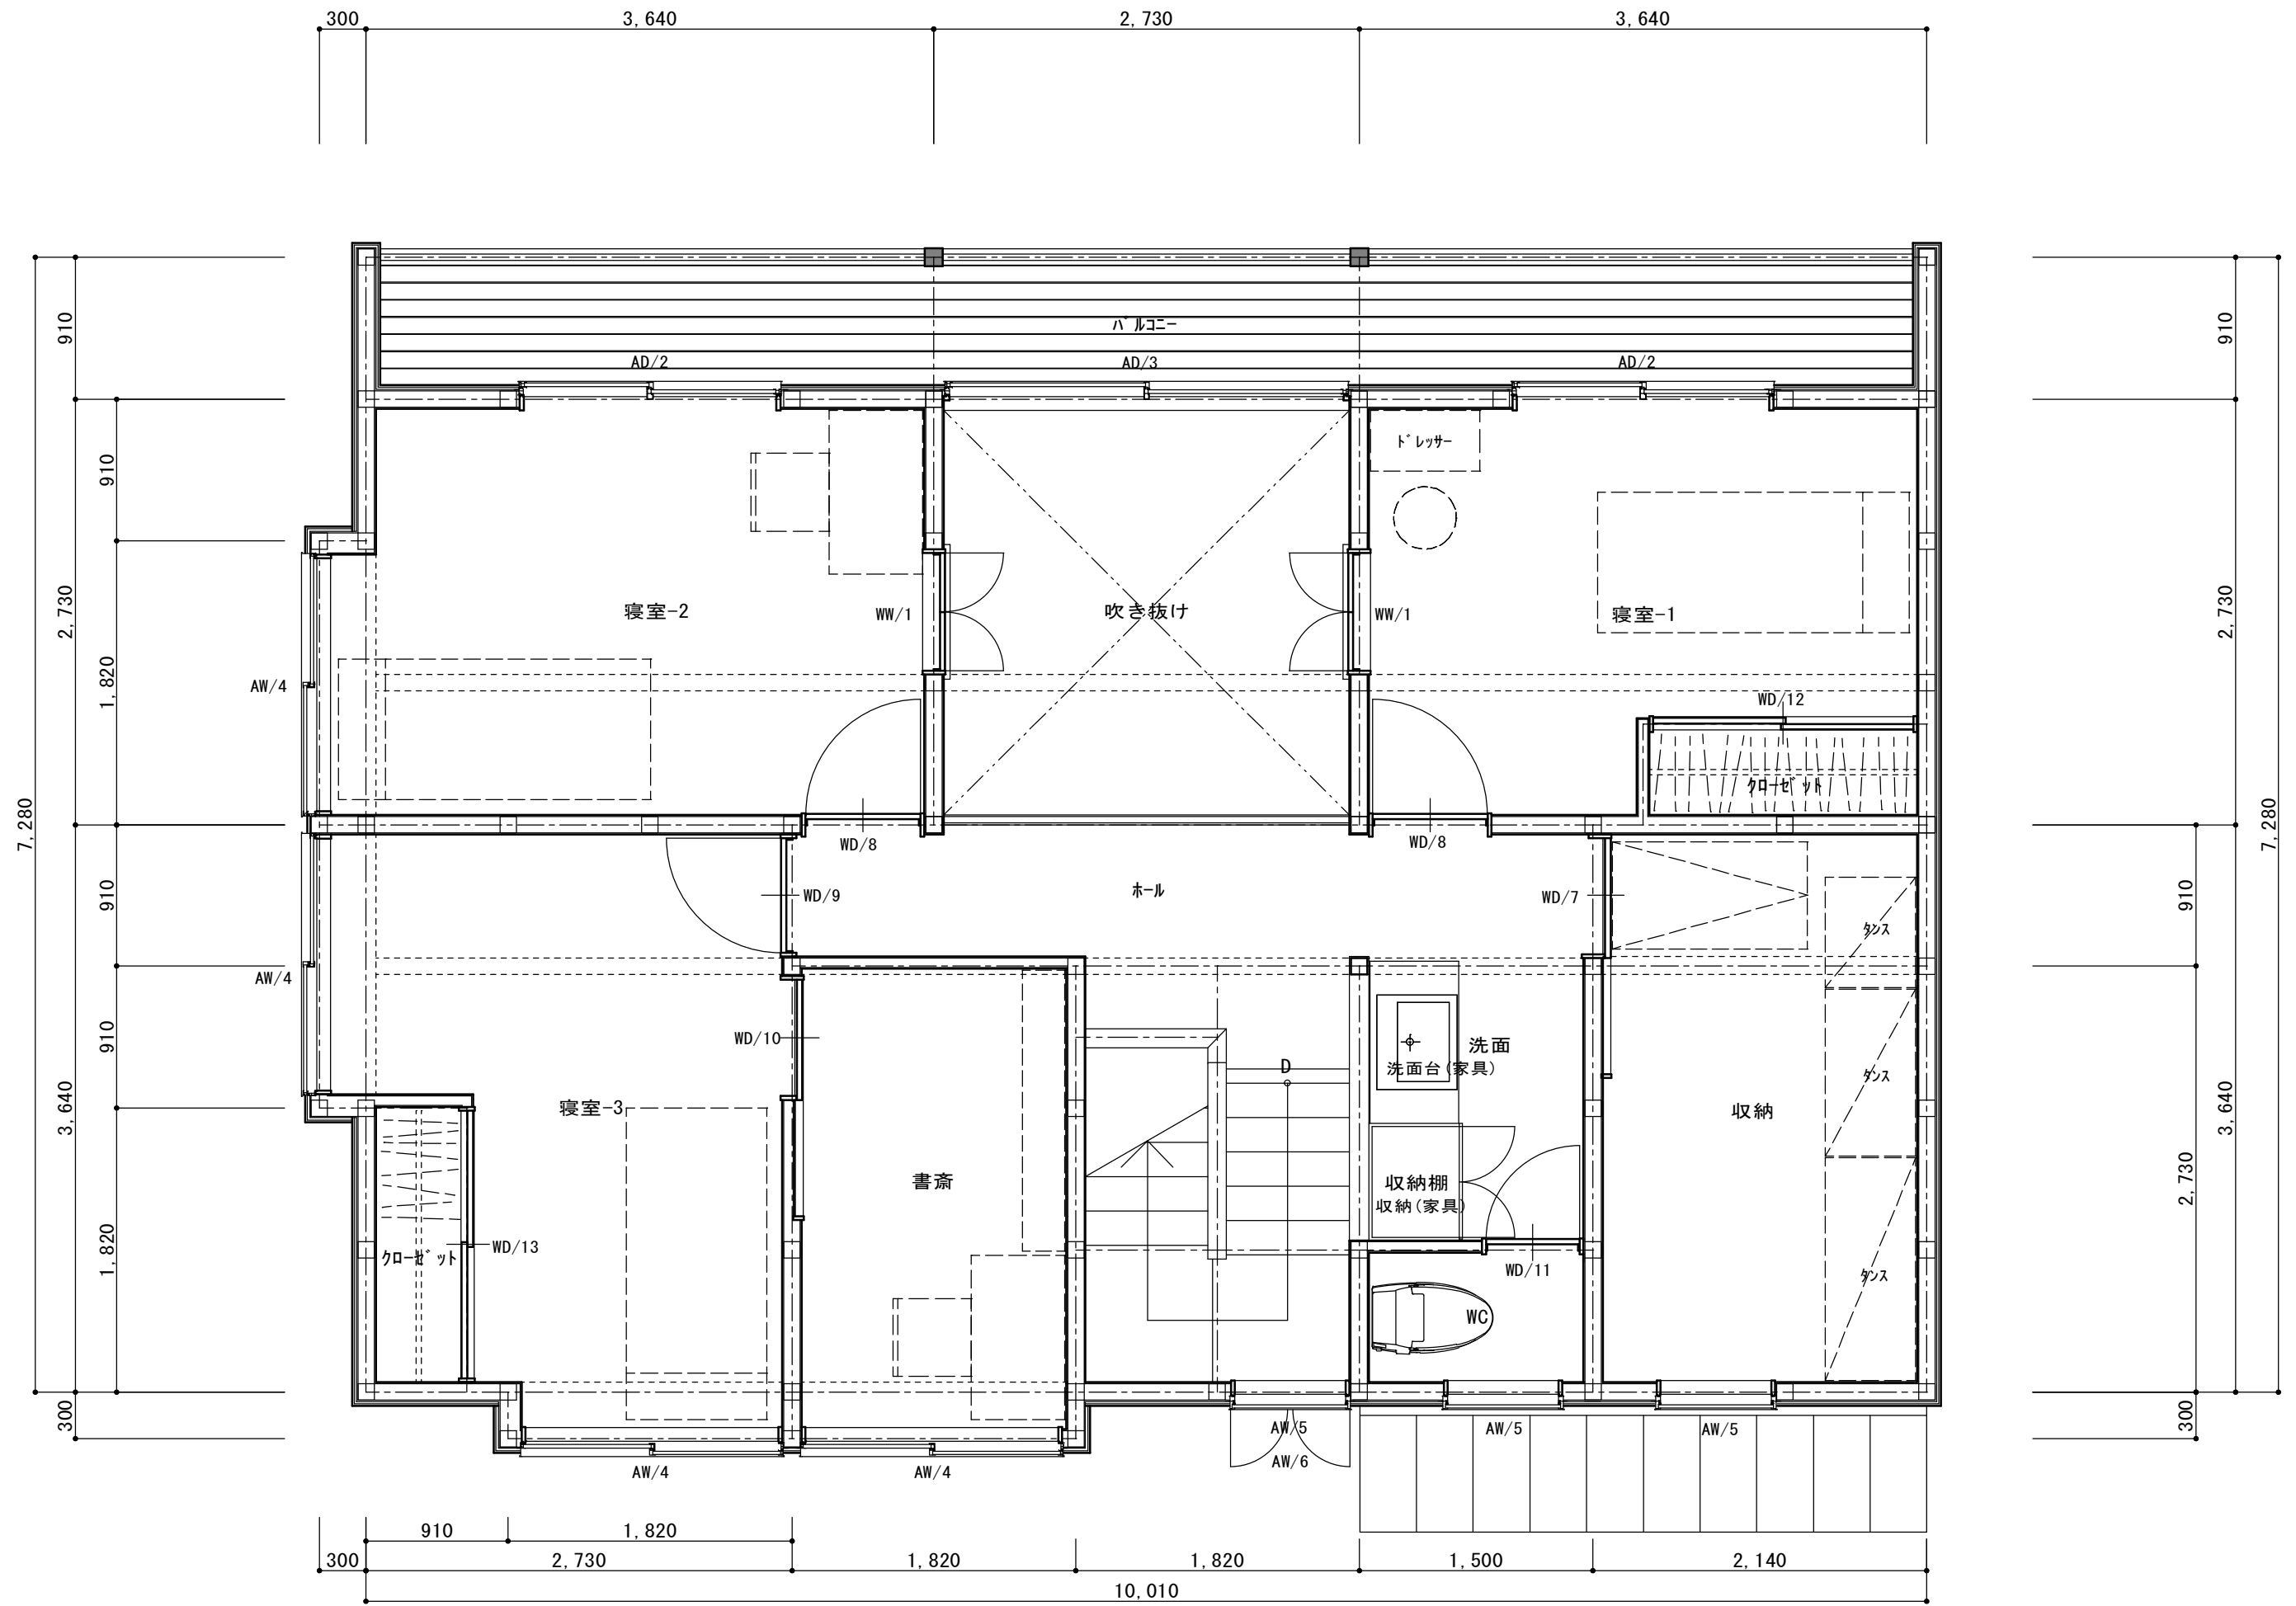 300
3,640
2,730
3,640
バルコニー
AD/2
AD/3
AD/2
910
910
910
ドレッサー
2,730
寝室-2
WW/1
吹き抜け
WW/1
寝室-1
2,730
1,820
AW/4
WD/12
クローゼット
7,280
7,280
WD/8
WD/8
910
WD/9
ホール
WD/7
910
タンス
AW/4
910
WD/10
D
洗面
洗面台(家具)
タンス
3,640
寝室-3
収納
3,640
書斎
収納棚
収納(家具)
2,730
1,820
クローゼット
WD/13
WD/11
タンス
WC
300
300
AW/4
AW/4
AW/5
AW/6
AW/5
AW/5
910
1,820
300
2,730
1,820
1,820
1,500
2,140
10,010